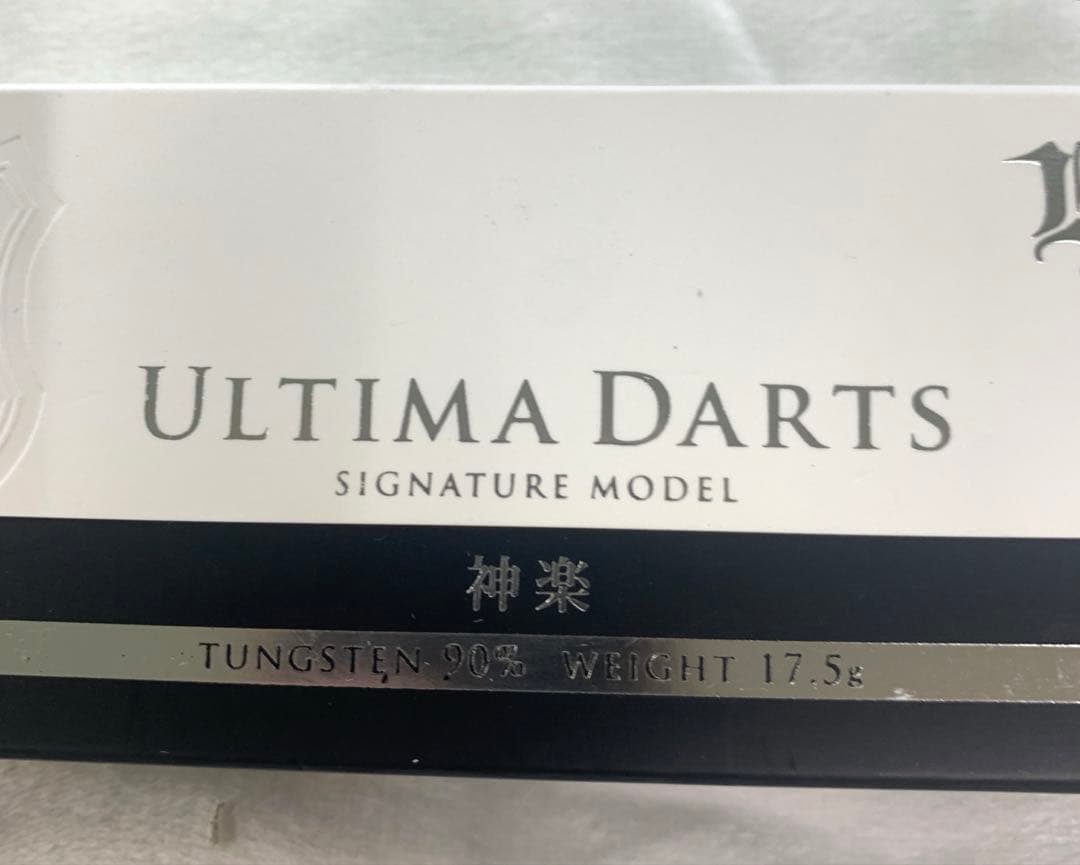 ULTIMA DARTS
SIGNATURE MODEL
神楽
TUNGSTEN 90% WEIGHT 17.5g